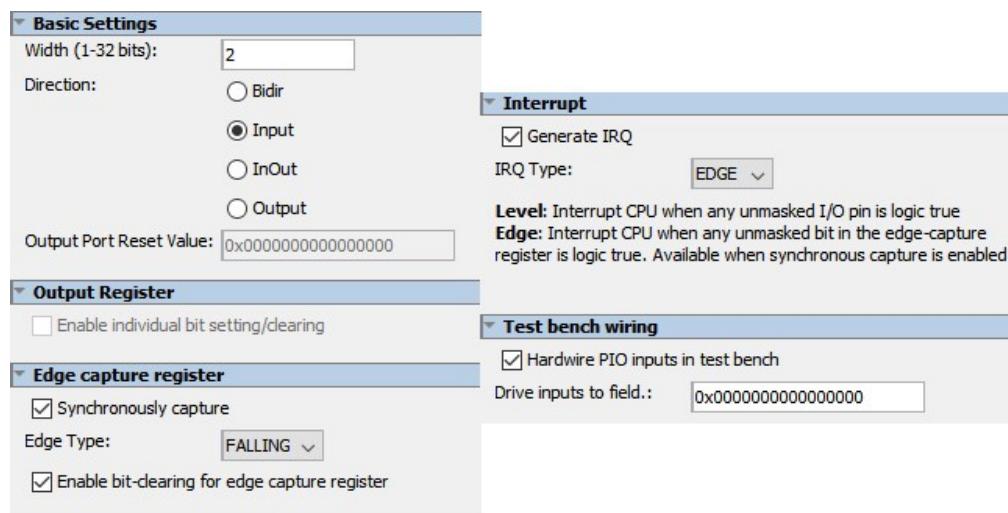 Basic Settings
Width (1-32 bits):
2
Direction:
Bidir
Input
InOut
Output
Output Port Reset Value:
0x0000000000000000
Output Register
Enable individual bit setting/clearing
Edge capture register
Synchronously capture
Edge Type:
FALLING
Enable bit-clearing for edge capture register
Interrupt
Generate IRQ
IRQ Type:
EDGE
Level: Interrupt CPU when any unmasked I/O pin is logic true
Edge: Interrupt CPU when any unmasked bit in the edge-capture
register is logic true. Available when synchronous capture is enabled
Test bench wiring
Hardwire PIO inputs in test bench
Drive inputs to field.:
0x0000000000000000